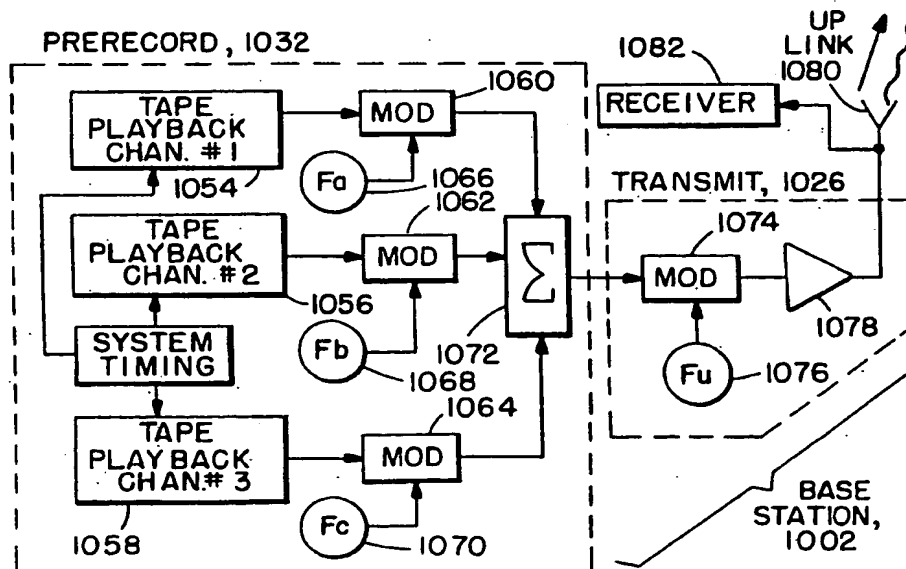 PRERECORD, 1032
TAPE
PLAYBACK
CHAN. #1
1054
MOD
1060
Fa
1066
TAPE
PLAYBACK
CHAN. #2
1056
1062
MOD
Fb
1068
SYSTEM
TIMING
TAPE
PLAYBACK
CHAN.# 3
1058
1064
MOD
Fc
1070
Σ
1072
1082
RECEIVER
UP
LINK
1080
TRANSMIT, 1026
1074
MOD
1078
Fu
1076
BASE
STATION,
1002